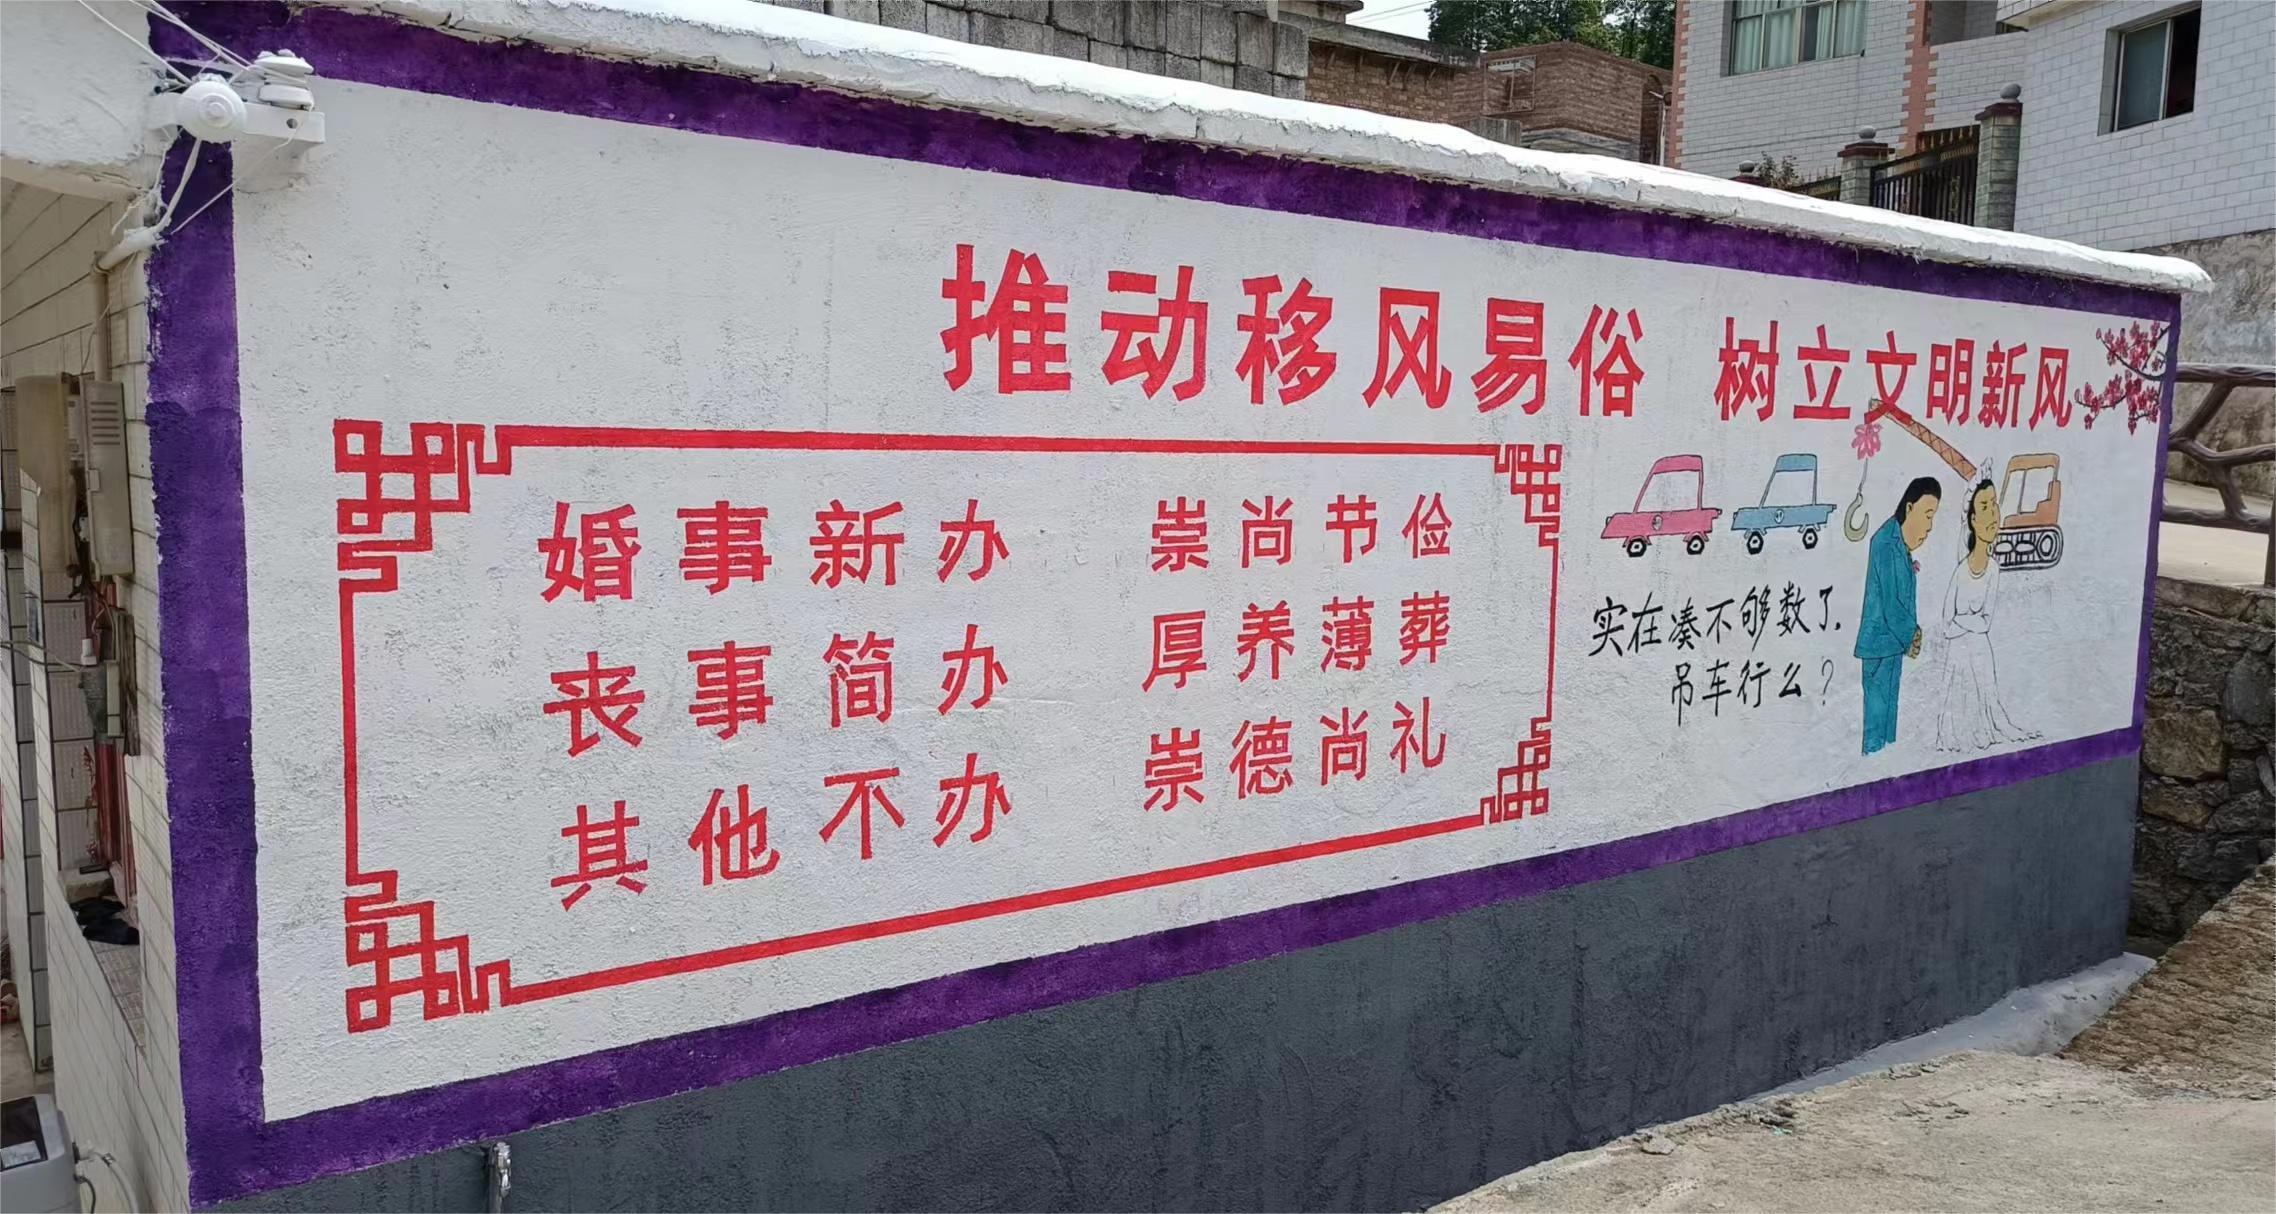 推动移风易俗 树立文明新风
婚事新办 崇尚节俭
丧事简办 厚养薄葬
其他不办 崇德尚礼
实在凑不够数了，
吊车行么？